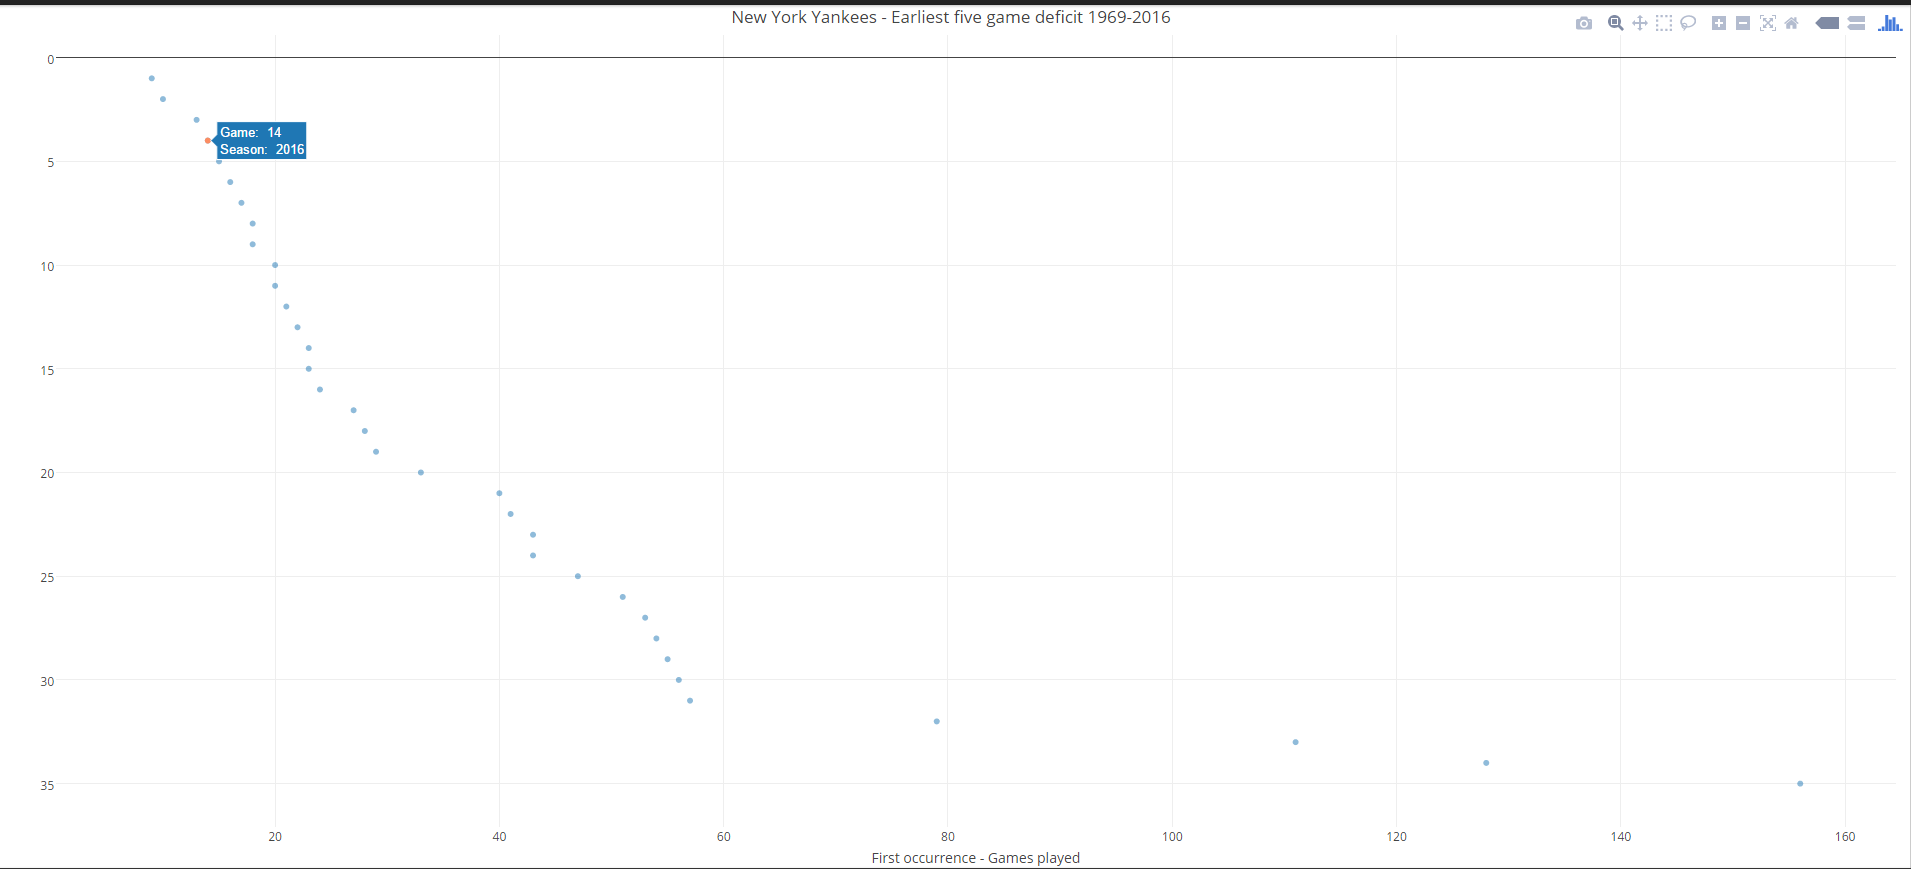 New York Yankees - Earliest five game deficit 1969-2016
0
Game: 14
Season: 2016
5
10
15
20
25
30
35
20 40 60 80 100 120 140 160
First occurrence - Games played